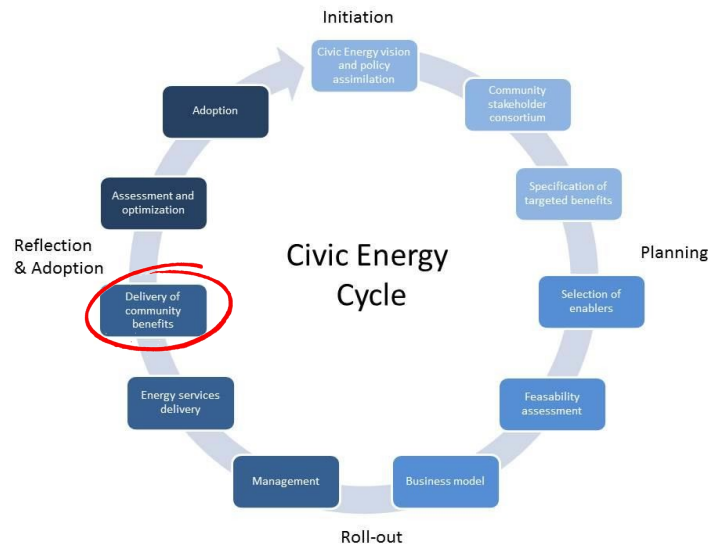 Initiation
Civic Energy vision
and policy
assimilation
Community
stakeholder
consortium
Specification of
targeted benefits
Planning
Selection of
enablers
Feasability
assessment
Business model
Roll-out
Management
Energy services
delivery
Delivery of
community
benefits
Reflection
& Adoption
Assessment and
optimization
Adoption
Civic Energy
Cycle